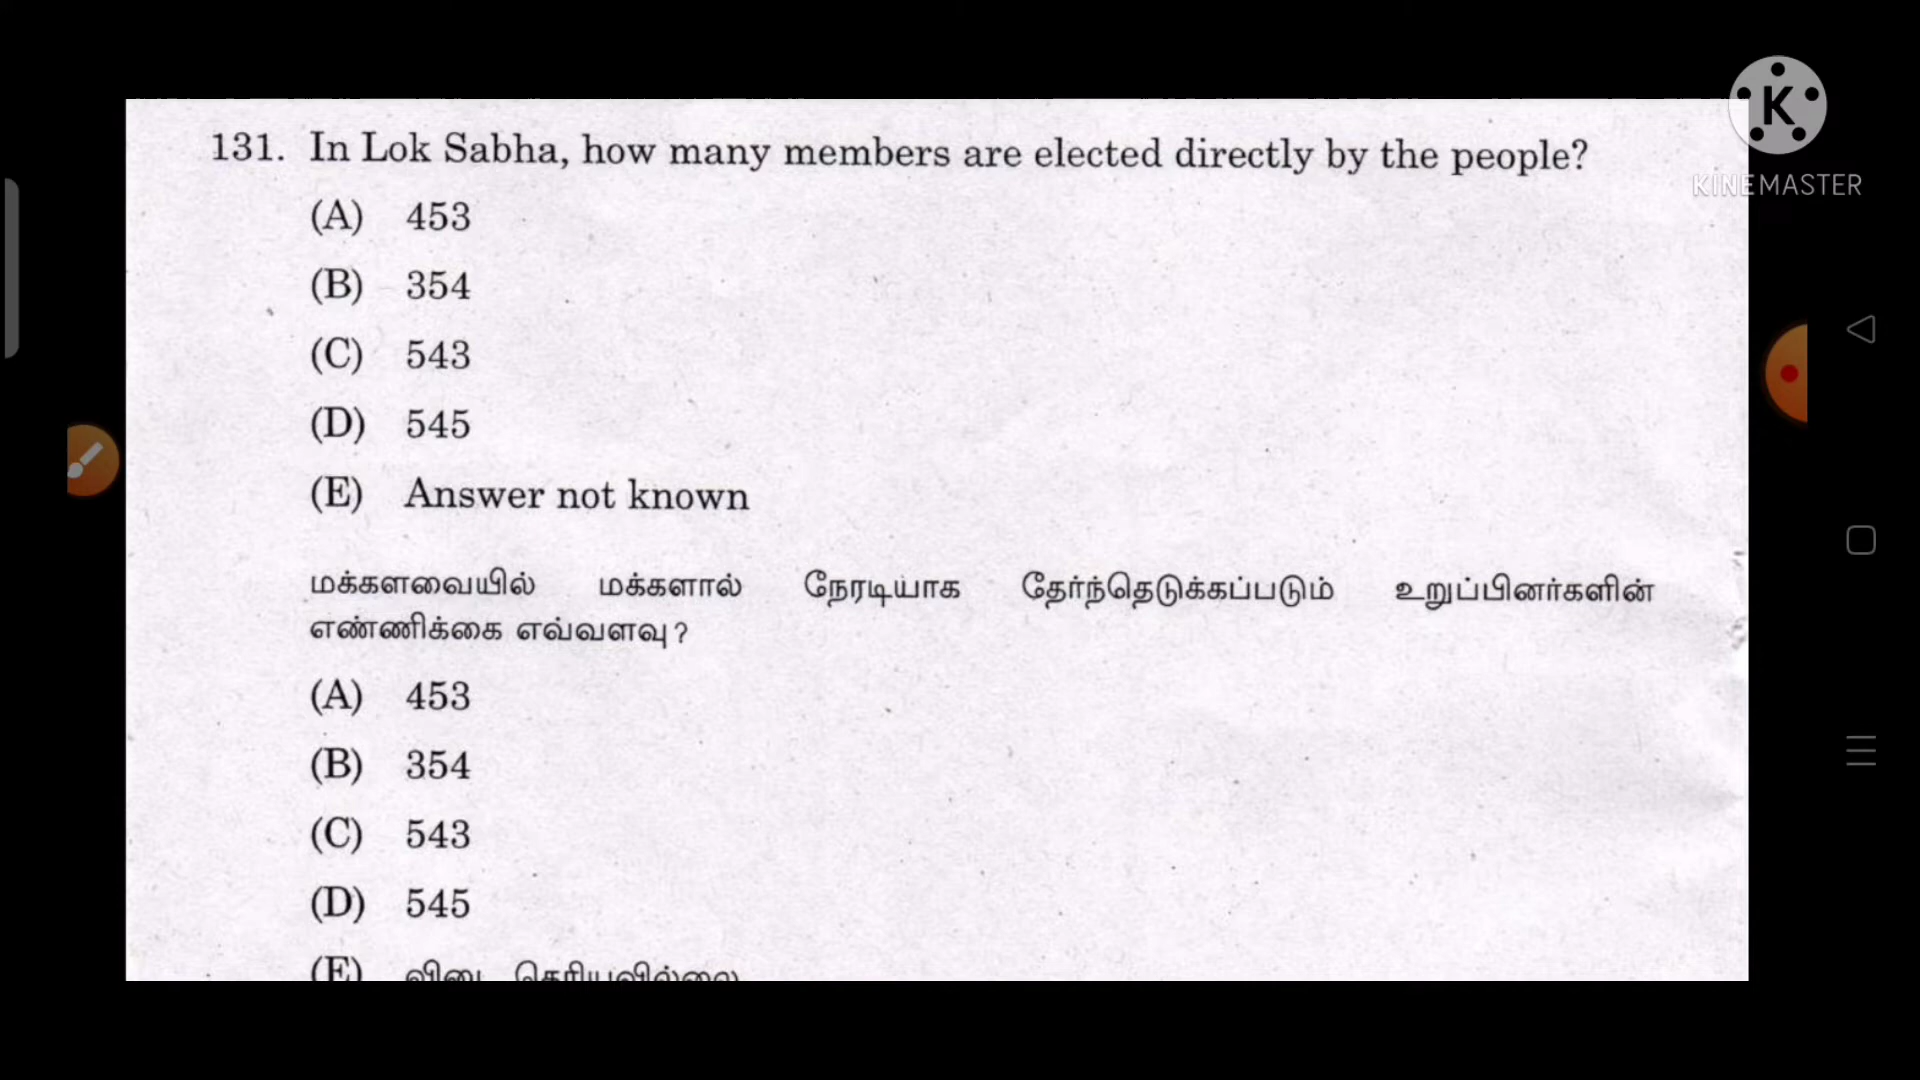 K
KINEMASTER
131. In Lok Sabha, how many members are elected directly by the people?
(A) 453
(B) 354
(C) 543
(D) 545
(E) Answer not known
மக்களவையில் மக்களால் நேரடியாக தேர்ந்தெடுக்கப்படும் உறுப்பினர்களின்
எண்ணிக்கை எவ்வளவு?
(A) 453
(B) 354
(C) 543
(D) 545
(E) விடை தெரியவில்லை